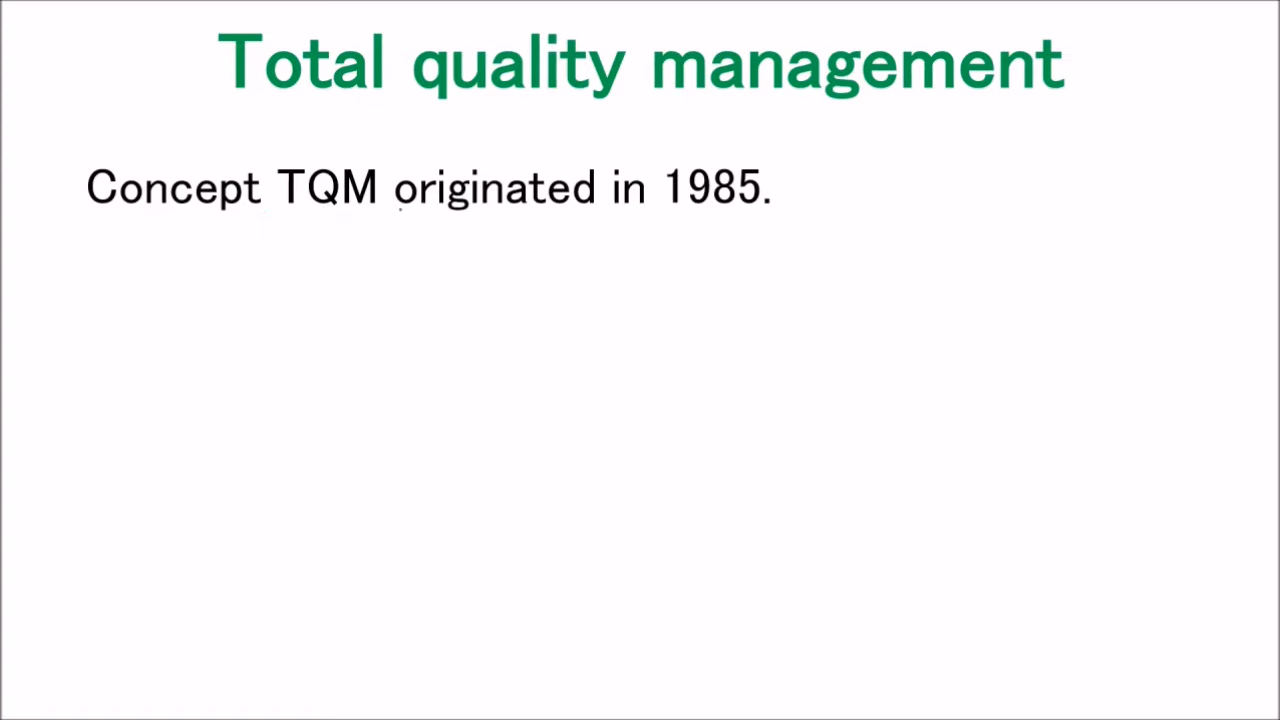 Total quality management
Concept TQM originated in 1985.